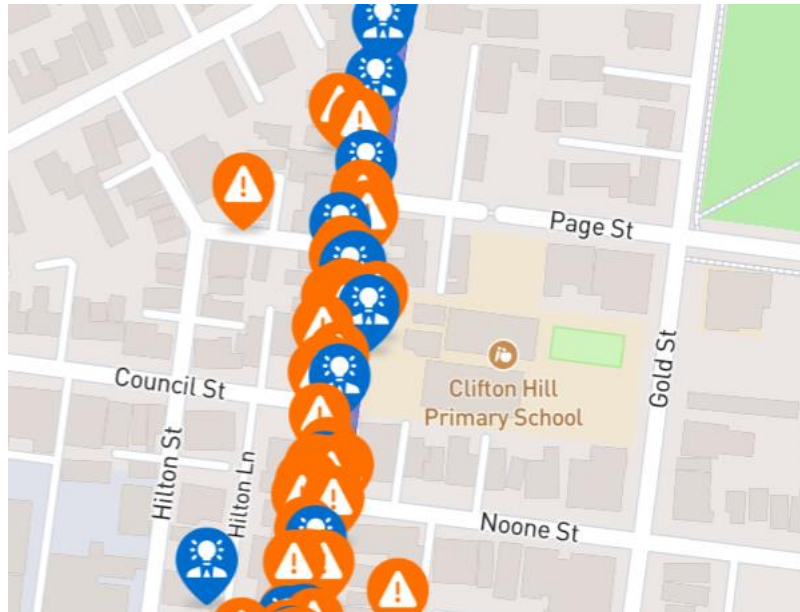 Page St
Council St
Clifton Hill
Primary School
Gold St
Hilton St
Hilton Ln
Noone St